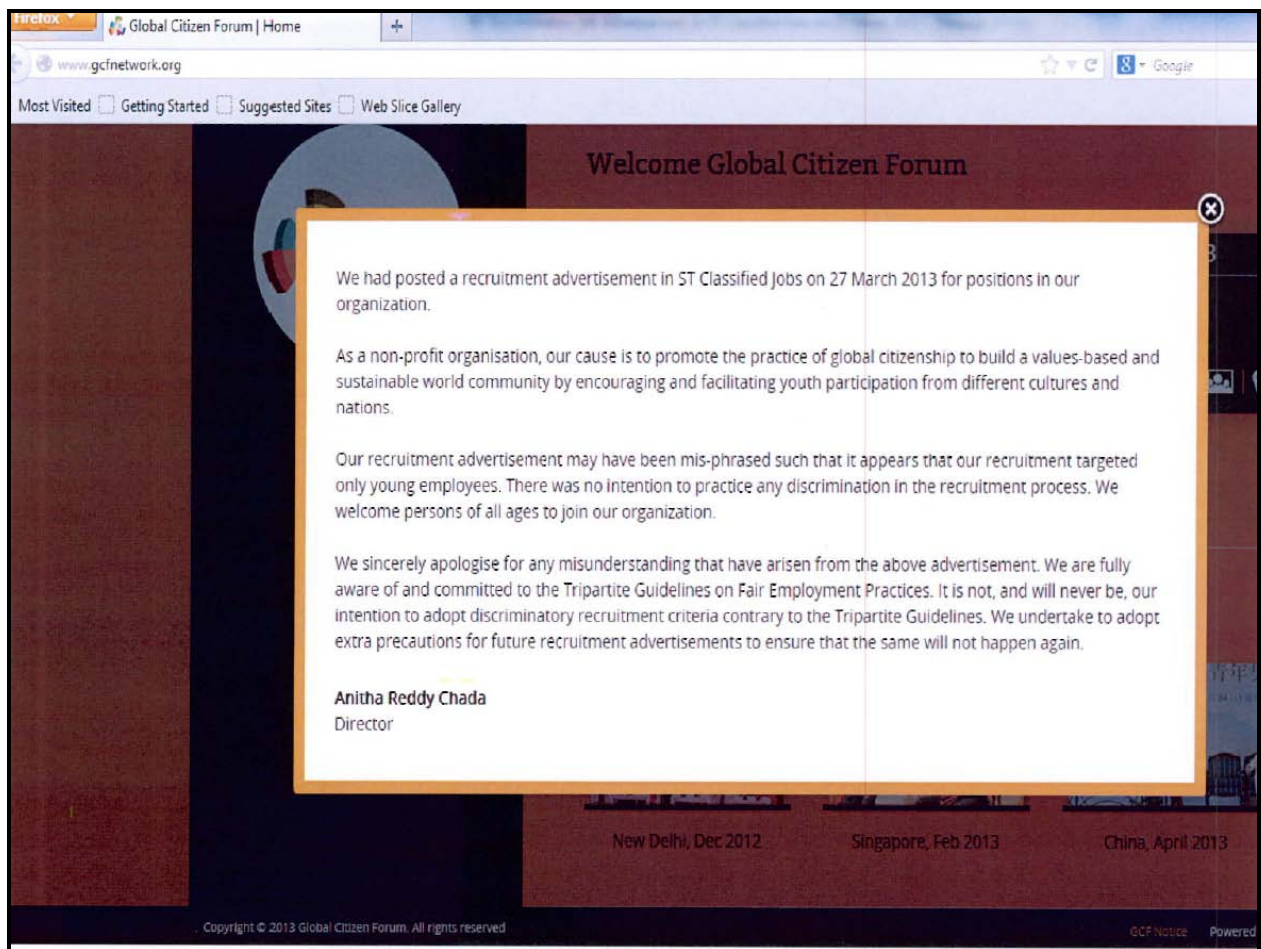 Firefox
Global Citizen Forum | Home
www.gcfnetwork.org
Google
Most Visited Getting Started Suggested Sites Web Slice Gallery
Welcome Global Citizen Forum
We had posted a recruitment advertisement in ST Classified Jobs on 27 March 2013 for positions in our
organization.
As a non-profit organisation, our cause is to promote the practice of global citizenship to build a values-based and
sustainable world community by encouraging and facilitating youth participation from different cultures and
nations.
Our recruitment advertisement may have been mis-phrased such that it appears that our recruitment targeted
only young employees. There was no intention to practice any discrimination in the recruitment process. We
welcome persons of all ages to join our organization.
We sincerely apologise for any misunderstanding that have arisen from the above advertisement. We are fully
aware of and committed to the Tripartite Guidelines on Fair Employment Practices. It is not, and will never be, our
intention to adopt discriminatory recruitment criteria contrary to the Tripartite Guidelines. We undertake to adopt
extra precautions for future recruitment advertisements to ensure that the same will not happen again.
Anitha Reddy Chada
Director
New Delhi, Dec 2012 Singapore, Feb 2013 China, April 2013
Copyright © 2013 Global Citizen Forum. All rights reserved
GCF Notice Powered